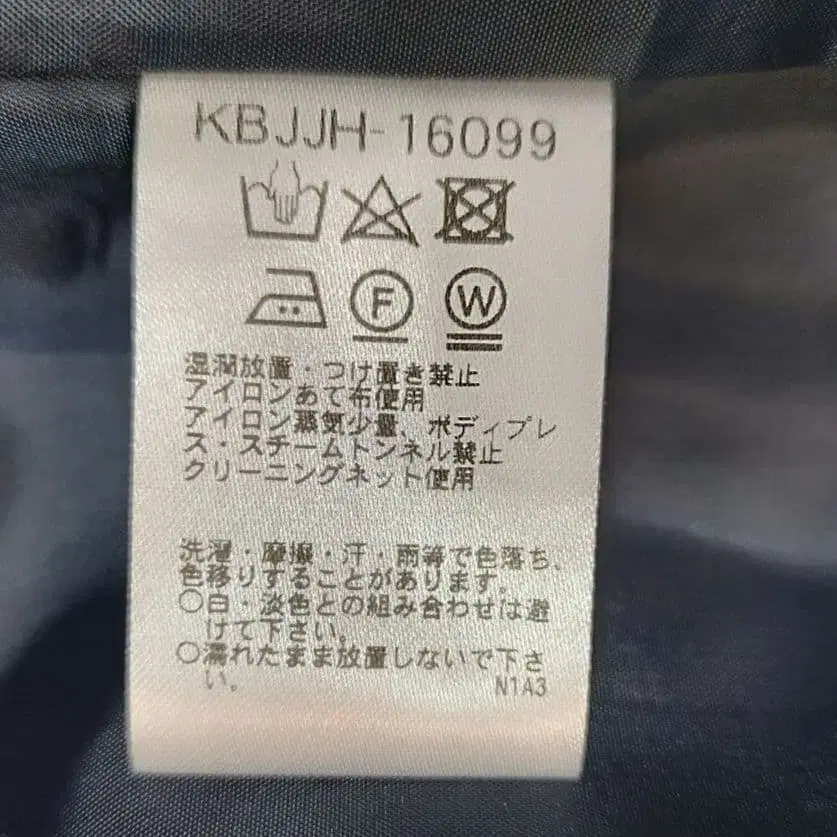 KBJJH-16099
F
W
湿潤放置・つけ置き禁止
アイロンあて布使用
アイロン蒸気少量、ボディプレ
ス・スチームトンネル禁止
クリーニングネット使用
洗濯・摩擦・汗・雨等で色落ち、
色移りすることがあります。
○白・淡色との組み合わせは避
けて下さい。
○濡れたまま放置しないで下さ
い。
N1A3